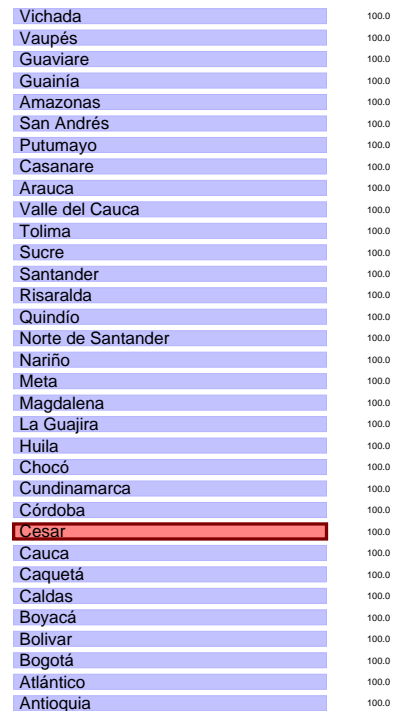 Vichada 100.0
Vaupés 100.0
Guaviare 100.0
Guainía 100.0
Amazonas 100.0
San Andrés 100.0
Putumayo 100.0
Casanare 100.0
Arauca 100.0
Valle del Cauca 100.0
Tolima 100.0
Sucre 100.0
Santander 100.0
Risaralda 100.0
Quindío 100.0
Norte de Santander 100.0
Nariño 100.0
Meta 100.0
Magdalena 100.0
La Guajira 100.0
Huila 100.0
Chocó 100.0
Cundinamarca 100.0
Córdoba 100.0
Cesar 100.0
Cauca 100.0
Caquetá 100.0
Caldas 100.0
Boyacá 100.0
Bolivar 100.0
Bogotá 100.0
Atlántico 100.0
Antioquia 100.0